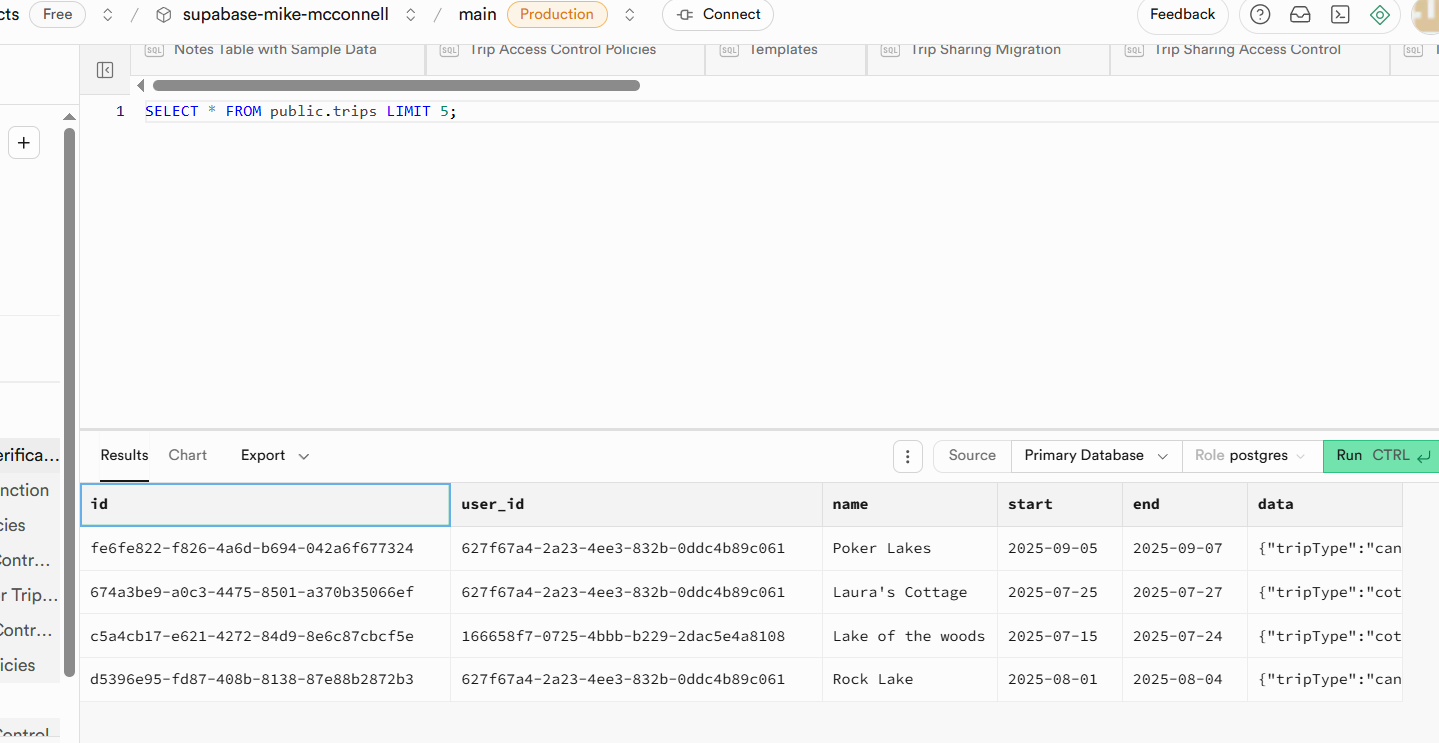 cts Free / supabase-mike-mcconnell / main Production Connect Feedback
SQL Notes Table with Sample Data SQL Trip Access Control Policies SQL Templates SQL Trip Sharing Migration SQL Trip Sharing Access Control SQL
1 SELECT * FROM public.trips LIMIT 5;
erifica...
nction
cies
Contr...
r Trip...
Contr...
icies
Control
Results Chart Export Source Primary Database Role postgres Run CTRL
id user_id name start end data
fe6fe822-f826-4a6d-b694-042a6f677324 627f67a4-2a23-4ee3-832b-0ddc4b89c061 Poker Lakes 2025-09-05 2025-09-07 {"tripType":"can
674a3be9-a0c3-4475-8501-a370b35066ef 627f67a4-2a23-4ee3-832b-0ddc4b89c061 Laura's Cottage 2025-07-25 2025-07-27 {"tripType":"cot
c5a4cb17-e621-4272-84d9-8e6c87cbcf5e 166658f7-0725-4bbb-b229-2dac5e4a8108 Lake of the woods 2025-07-15 2025-07-24 {"tripType":"cot
d5396e95-fd87-408b-8138-87e88b2872b3 627f67a4-2a23-4ee3-832b-0ddc4b89c061 Rock Lake 2025-08-01 2025-08-04 {"tripType":"can